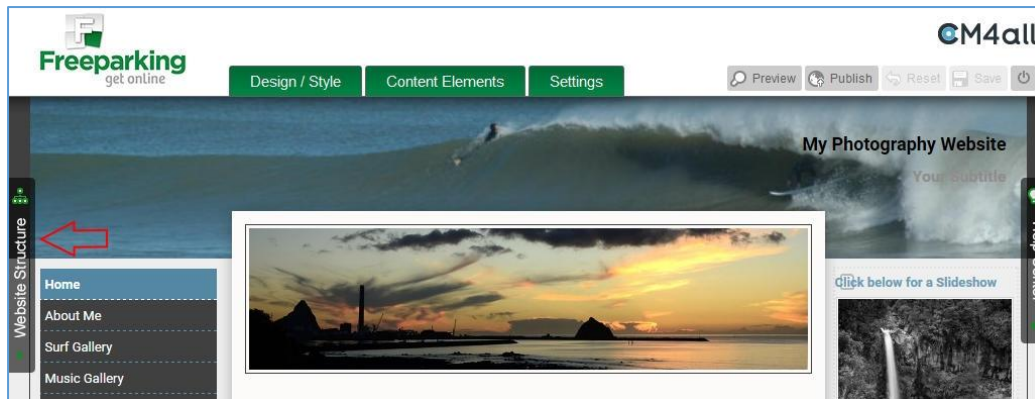 CM4all
Freeparking
get online
Design / Style
Content Elements
Settings
Preview
Publish
Reset
Save
My Photography Website
Your Subtitle
Website Structure
Home
About Me
Surf Gallery
Music Gallery
Click below for a Slideshow